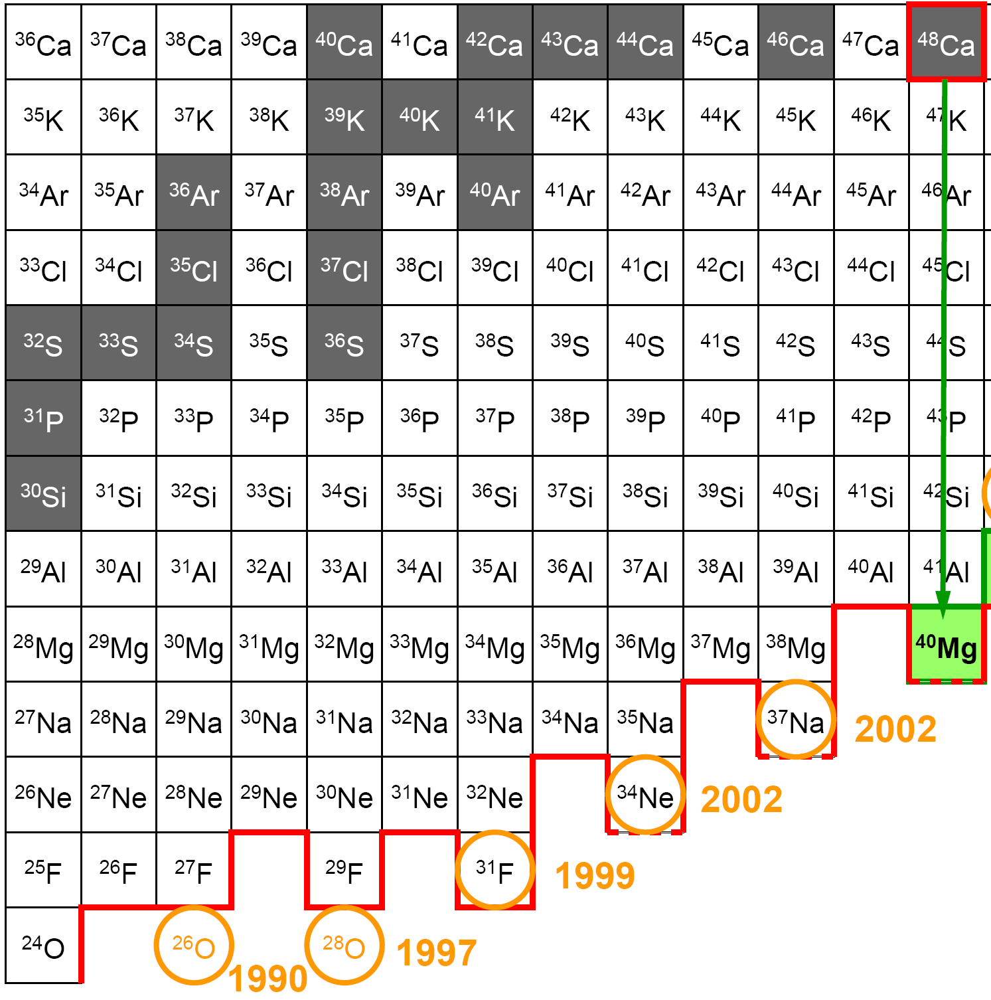 36Ca 37Ca 38Ca 39Ca 40Ca 41Ca 42Ca 43Ca 44Ca 45Ca 46Ca 47Ca 48Ca
35K 36K 37K 38K 39K 40K 41K 42K 43K 44K 45K 46K 47K
34Ar 35Ar 36Ar 37Ar 38Ar 39Ar 40Ar 41Ar 42Ar 43Ar 44Ar 45Ar 46Ar
33Cl 34Cl 35Cl 36Cl 37Cl 38Cl 39Cl 40Cl 41Cl 42Cl 43Cl 44Cl 45Cl
32S 33S 34S 35S 36S 37S 38S 39S 40S 41S 42S 43S 44S
31P 32P 33P 34P 35P 36P 37P 38P 39P 40P 41P 42P 43P
30Si 31Si 32Si 33Si 34Si 35Si 36Si 37Si 38Si 39Si 40Si 41Si 42Si
29Al 30Al 31Al 32Al 33Al 34Al 35Al 36Al 37Al 38Al 39Al 40Al 41Al
28Mg 29Mg 30Mg 31Mg 32Mg 33Mg 34Mg 35Mg 36Mg 37Mg 38Mg 40Mg
27Na 28Na 29Na 30Na 31Na 32Na 33Na 34Na 35Na 37Na 2002
26Ne 27Ne 28Ne 29Ne 30Ne 31Ne 32Ne 34Ne 2002
25F 26F 27F 29F 31F 1999
24O 26O 1990 28O 1997